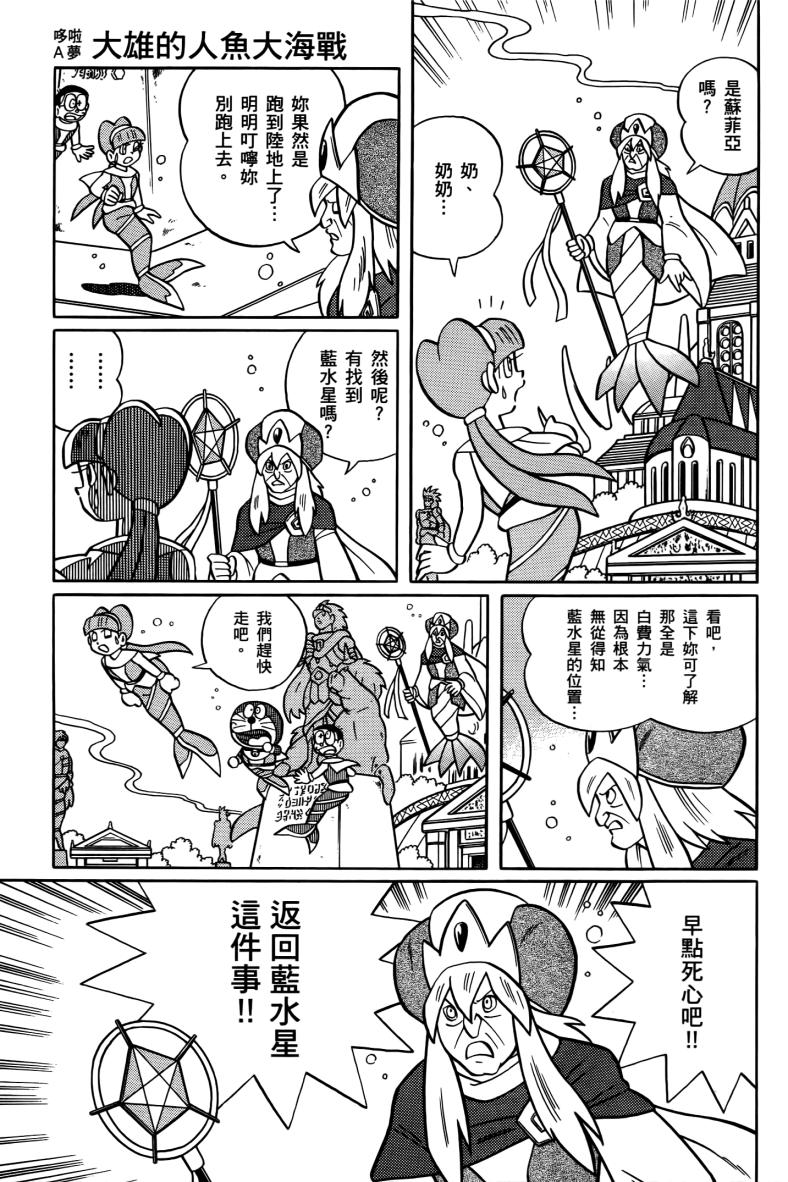 哆啦
A夢
大雄的人魚大海戰
是蘇菲亞
嗎？
奶、
奶奶…
妳果然是
跑到陸地上了…
明明叮嚀妳
別跑上去。
然後呢？
有找到
藍水星嗎？
……
……
看吧，
這下妳可了解
那全是
白費力氣…
因為根本
無從得知
藍水星的位置…
我們趕快
走吧。
早點死心吧!!
返回藍水星
這件事!!